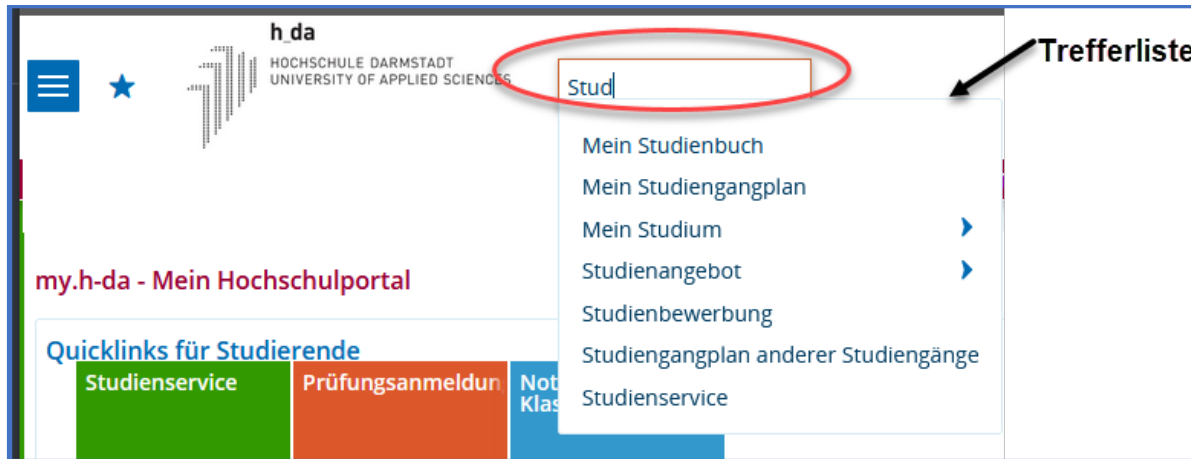 h_da
HOCHSCHULE DARMSTADT
UNIVERSITY OF APPLIED SCIENCES
Stud
Trefferliste
Mein Studienbuch
Mein Studiengangplan
Mein Studium
Studienangebot
Studienbewerbung
Studiengangplan anderer Studiengänge
Studienservice
my.h-da - Mein Hochschulportal
Quicklinks für Studierende
Studienservice
Prüfungsanmeldun
Not
Klas